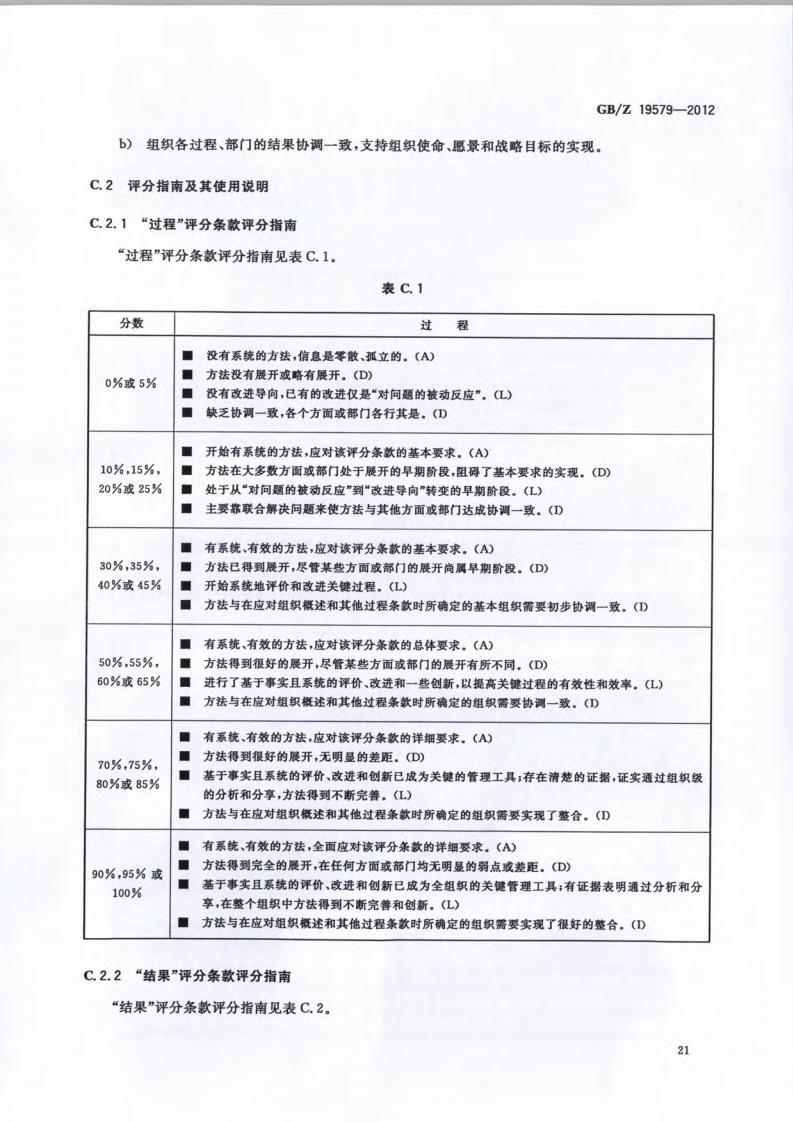 GB/Z 19579—2012
b) 组织各过程、部门的结果协调一致,支持组织使命、愿景和战略目标的实现。
C.2 评分指南及其使用说明
C.2.1 “过程”评分条款评分指南
“过程”评分条款评分指南见表 C.1。
表 C.1
分数
过 程
0%或 5%
■ 没有系统的方法,信息是零散、孤立的。(A)
■ 方法没有展开或略有展开。(D)
■ 没有改进导向,已有的改进仅是“对问题的被动反应”。(L)
■ 缺乏协调一致,各个方面或部门各行其是。(I)
10%,15%,
20%或 25%
■ 开始有系统的方法,应对该评分条款的基本要求。(A)
■ 方法在大多数方面或部门处于展开的早期阶段,阻碍了基本要求的实现。(D)
■ 处于从“对问题的被动反应”到“改进导向”转变的早期阶段。(L)
■ 主要靠联合解决问题来使方法与其他方面或部门达成协调一致。(I)
30%,35%,
40%或 45%
■ 有系统、有效的方法,应对该评分条款的基本要求。(A)
■ 方法已得到展开,尽管某些方面或部门的展开尚属早期阶段。(D)
■ 开始系统地评价和改进关键过程。(L)
■ 方法与在应对组织概述和其他过程条款时所确定的基本组织需要初步协调一致。(I)
50%,55%,
60%或 65%
■ 有系统、有效的方法,应对该评分条款的总体要求。(A)
■ 方法得到很好的展开,尽管某些方面或部门的展开有所不同。(D)
■ 进行了基于事实且系统的评价、改进和一些创新,以提高关键过程的有效性和效率。(L)
■ 方法与在应对组织概述和其他过程条款时所确定的组织需要协调一致。(I)
70%,75%,
80%或 85%
■ 有系统、有效的方法,应对该评分条款的详细要求。(A)
■ 方法得到很好的展开,无明显的差距。(D)
■ 基于事实且系统的评价、改进和创新已成为关键的管理工具;存在清楚的证据,证实通过组织级
的分析和分享,方法得到不断完善。(L)
■ 方法与在应对组织概述和其他过程条款时所确定的组织需要实现了整合。(I)
90%,95% 或
100%
■ 有系统、有效的方法,全面应对该评分条款的详细要求。(A)
■ 方法得到完全的展开,在任何方面或部门均无明显的弱点或差距。(D)
■ 基于事实且系统的评价、改进和创新已成为全组织的关键管理工具;有证据表明通过分析和分
享,在整个组织中方法得到不断完善和创新。(L)
■ 方法与在应对组织概述和其他过程条款时所确定的组织需要实现了很好的整合。(I)
C.2.2 “结果”评分条款评分指南
“结果”评分条款评分指南见表 C.2。
21